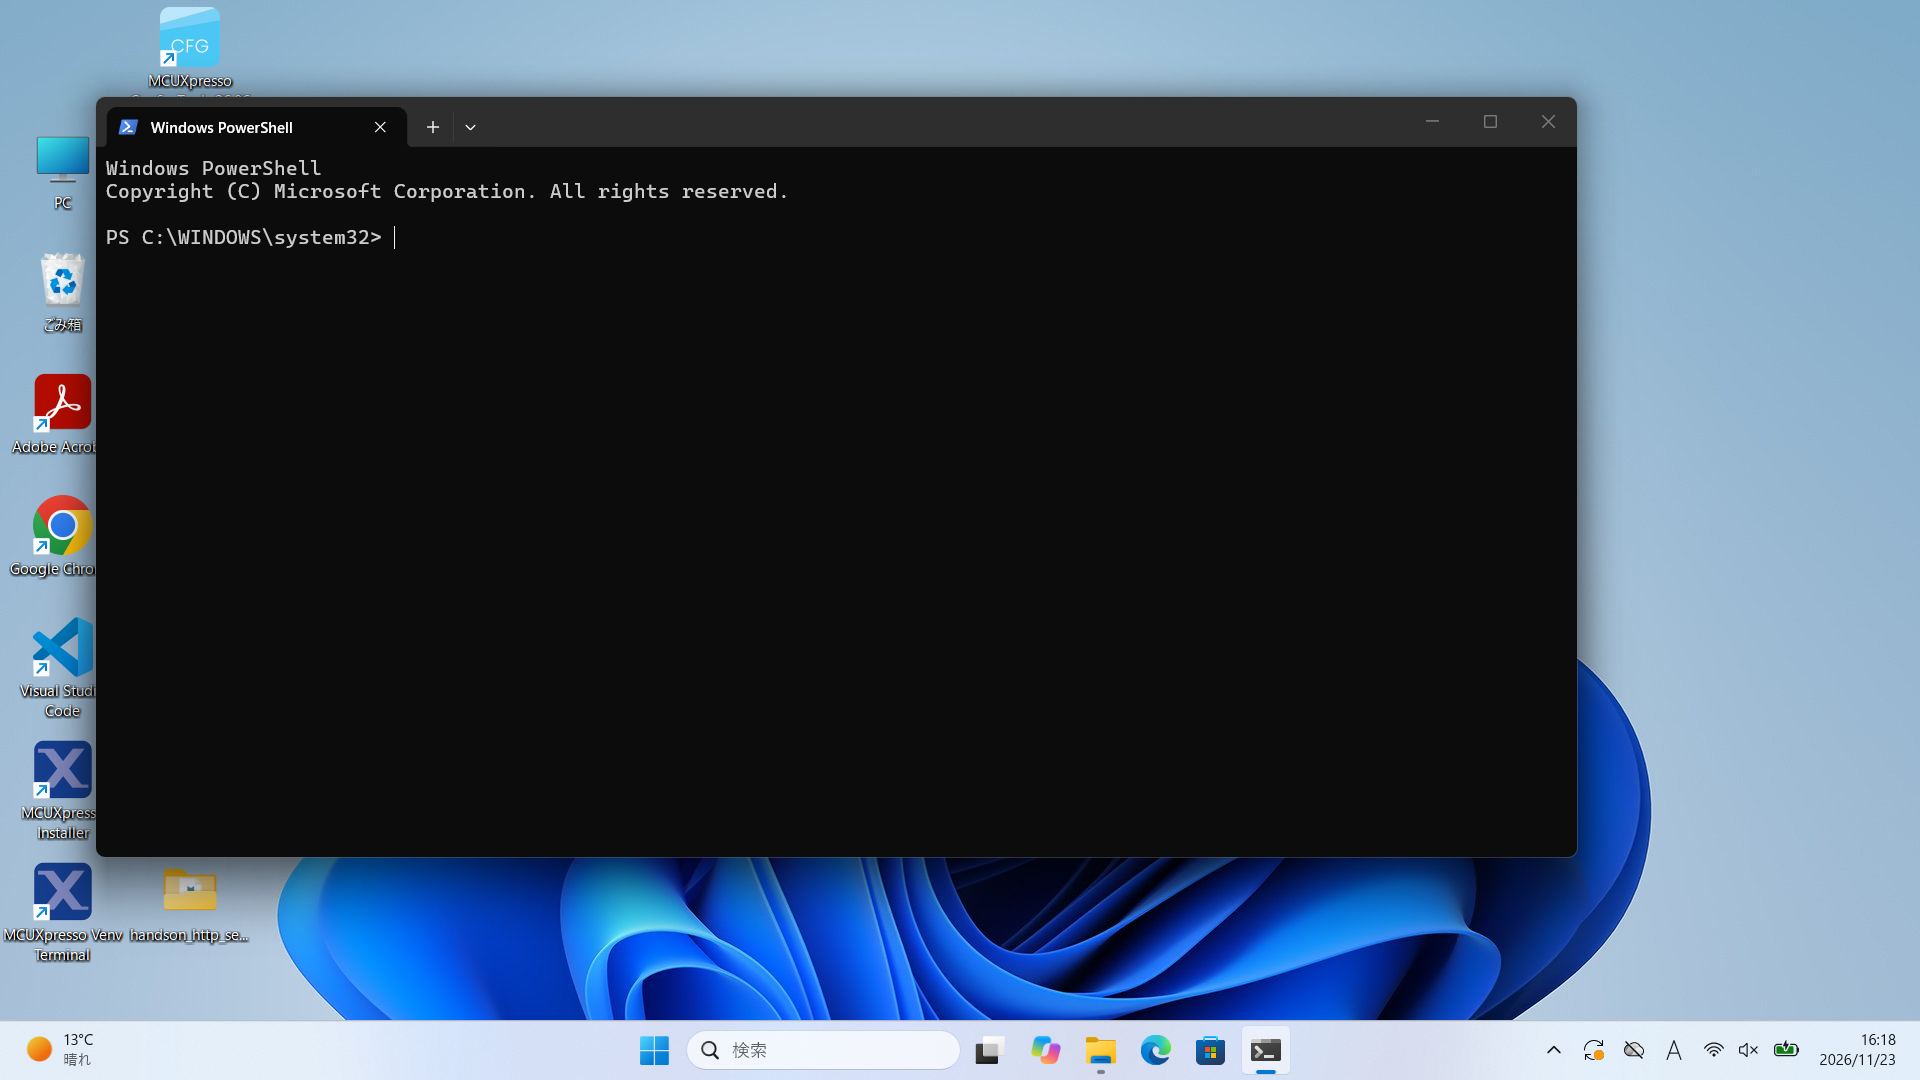 CFG
MCUXpresso
PC
ごみ箱
Adobe Acrob
Google Chro
Visual Studi
Code
MCUXpress
Installer
MCUXpresso Venv
Terminal
handson_http_se...
Windows PowerShell
Windows PowerShell
Copyright (C) Microsoft Corporation. All rights reserved.
PS C:\WINDOWS\system32>
13°C
晴れ
検索
A
16:18
2026/11/23